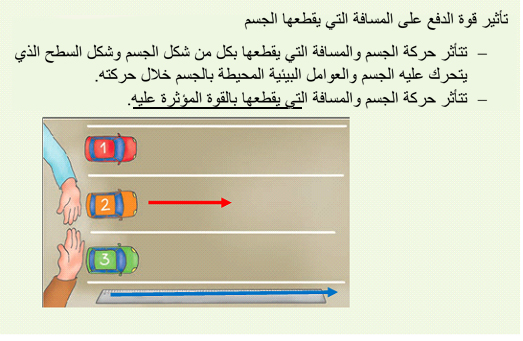 تأثير قوة الدفع على المسافة التي يقطعها الجسم
– تتأثر حركة الجسم والمسافة التي يقطعها بكل من شكل الجسم وشكل السطح الذي
يتحرك عليه الجسم والعوامل البيئية المحيطة بالجسم خلال حركته.
– تتأثر حركة الجسم والمسافة التي يقطعها بالقوة المؤثرة عليه.
1
2
3